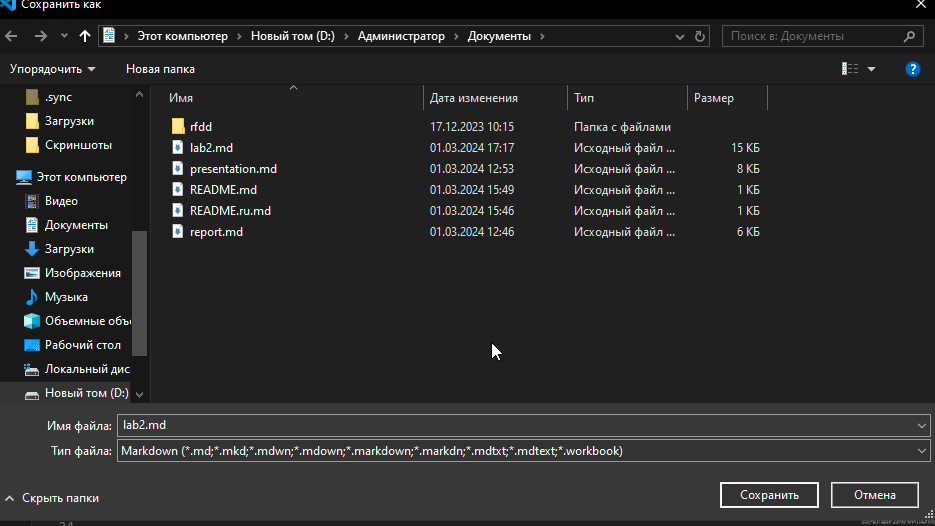 Сохранить как
Этот компьютер > Новый том (D:) > Администратор > Документы >
Поиск в: Документы
Упорядочить
Новая папка
.sync
Загрузки
Скриншоты
Этот компьютер
Видео
Документы
Загрузки
Изображения
Музыка
Объемные объ
Рабочий стол
Локальный дис
Новый том (D:)
Имя Дата изменения Тип Размер
rfdd 17.12.2023 10:15 Папка с файлами
lab2.md 01.03.2024 17:17 Исходный файл ... 15 КБ
presentation.md 01.03.2024 12:53 Исходный файл ... 8 КБ
README.md 01.03.2024 15:49 Исходный файл ... 1 КБ
README.ru.md 01.03.2024 15:46 Исходный файл ... 1 КБ
report.md 01.03.2024 12:46 Исходный файл ... 6 КБ
Имя файла: lab2.md
Тип файла: Markdown (*.md;*.mkd;*.mdwn;*.mdown;*.markdown;*.markdn;*.mdtxt;*.mdtext;*.workbook)
Скрыть папки
Сохранить
Отмена